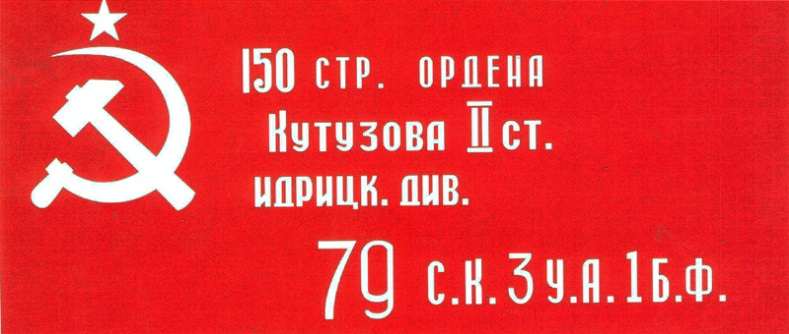 150 СТР. ОРДЕНА
КУТУЗОВА II СТ.
ИДРИЦК. ДИВ.
79 С.К. 3 У.А. 1 Б.Ф.